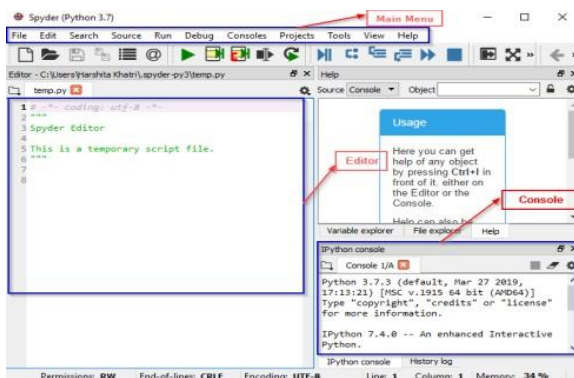 Spyder (Python 3.7)
Main Menu
File Edit Search Source Run Debug Consoles Projects Tools View Help
Editor - C:\Users\Harshita Khatri\.spyder-py3\temp.py
Help
temp.py
Source Console Object
1 # -*- coding: utf-8 -*-
2 """
3 Spyder Editor
4
5 This is a temporary script file.
6 """
7
8
Usage
Here you can get
help of any object
by pressing Ctrl+I in
front of it, either on
the Editor or the
Console.
Help can also be
Editor
Console
Variable explorer File explorer Help
IPython console
Console 1/A
Python 3.7.3 (default, Mar 27 2019,
17:13:21) [MSC v.1915 64 bit (AMD64)]
Type "copyright", "credits" or "license"
for more information.
IPython 7.4.0 -- An enhanced Interactive
Python.
IPython console History log
Permissions: RW End-of-lines: CRLF Encoding: UTF-8 Line: 1 Column: 1 Memory: 34 %